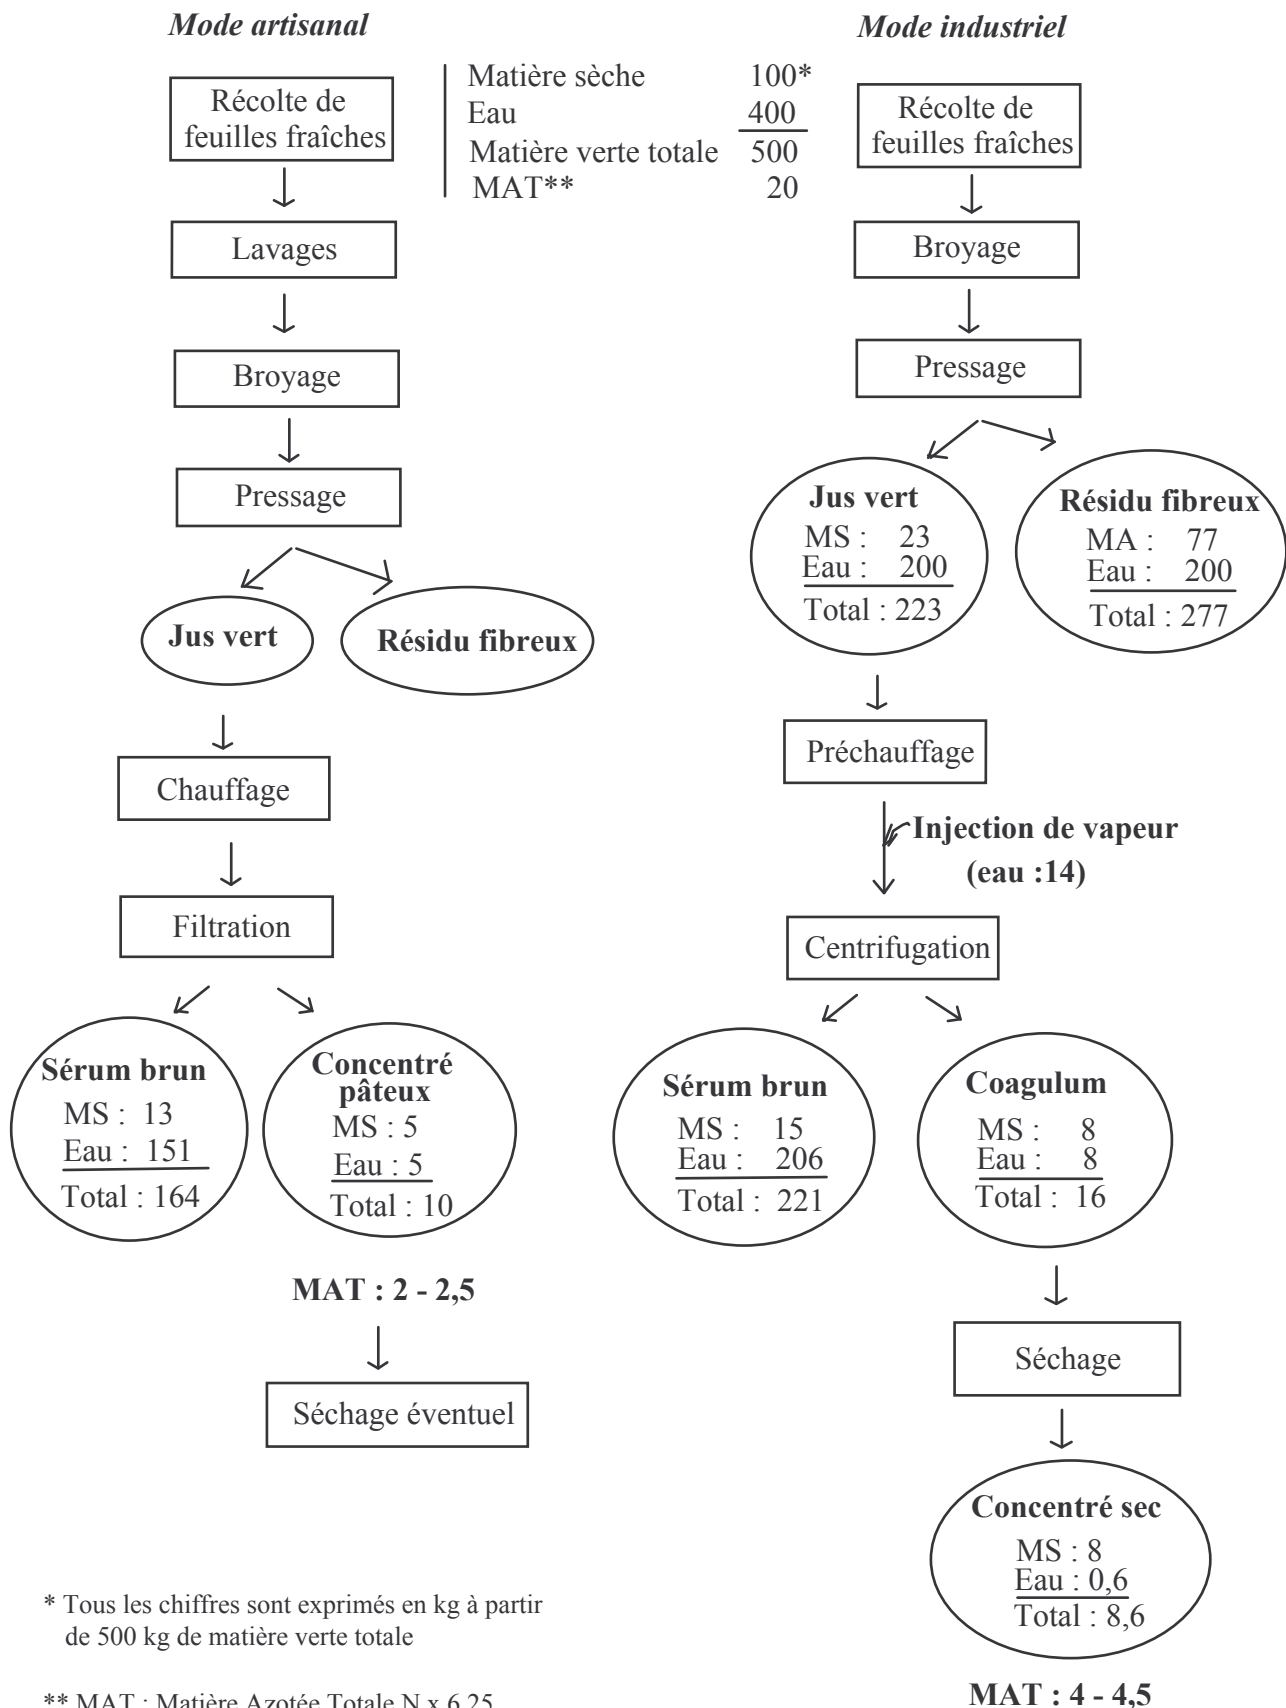 Mode artisanal
Récolte de
feuilles fraîches
Lavages
Broyage
Pressage
Jus vert
Résidu fibreux
Chauffage
Filtration
Sérum brun
MS : 13
Eau : 151
Total : 164
Concentré
pâteux
MS : 5
Eau : 5
Total : 10
MAT : 2 - 2,5
Séchage éventuel
Matière sèche 100*
Eau 400
Matière verte totale 500
MAT** 20
Mode industriel
Récolte de
feuilles fraîches
Broyage
Pressage
Jus vert
MS : 23
Eau : 200
Total : 223
Résidu fibreux
MA : 77
Eau : 200
Total : 277
Préchauffage
Injection de vapeur
(eau :14)
Centrifugation
Sérum brun
MS : 15
Eau : 206
Total : 221
Coagulum
MS : 8
Eau : 8
Total : 16
Séchage
Concentré sec
MS : 8
Eau : 0,6
Total : 8,6
MAT : 4 - 4,5
* Tous les chiffres sont exprimés en kg à partir
de 500 kg de matière verte totale
** MAT : Matière Azotée Totale N x 6,25